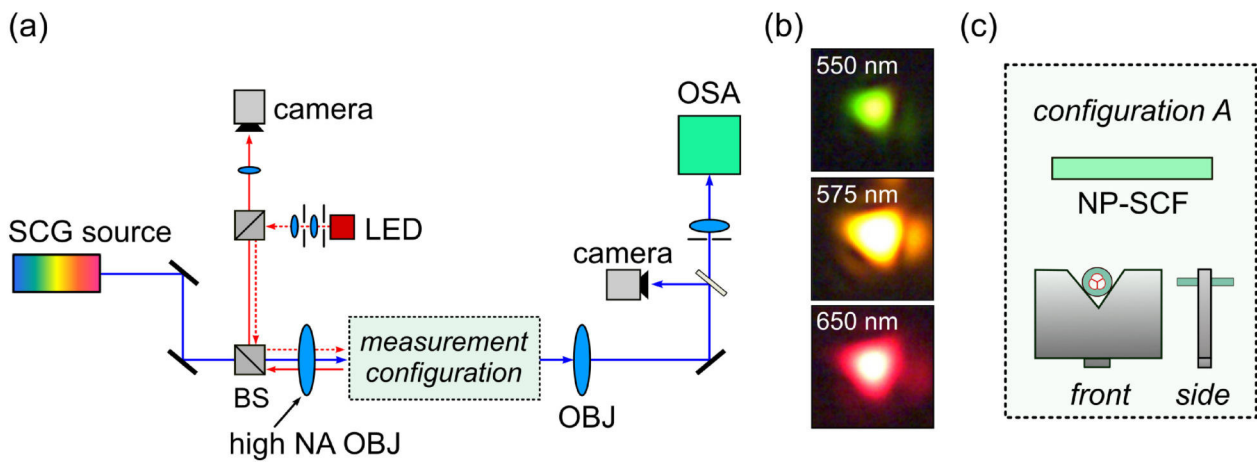 (a)
camera
SCG source
LED
BS
high NA OBJ
measurement
configuration
OBJ
camera
OSA
(b)
550 nm
575 nm
650 nm
(c)
configuration A
NP-SCF
front
side